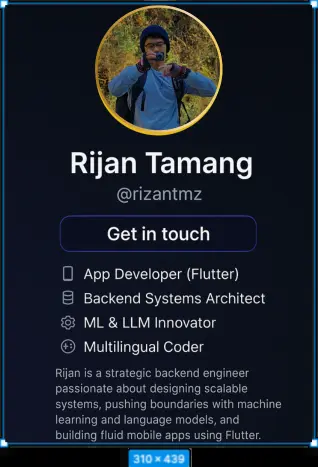 Rijan Tamang
@rizantmz
Get in touch
App Developer (Flutter)
Backend Systems Architect
ML & LLM Innovator
Multilingual Coder
Rijan is a strategic backend engineer
passionate about designing scalable
systems, pushing boundaries with machine
learning and language models, and
building fluid mobile apps using Flutter.
310 × 439